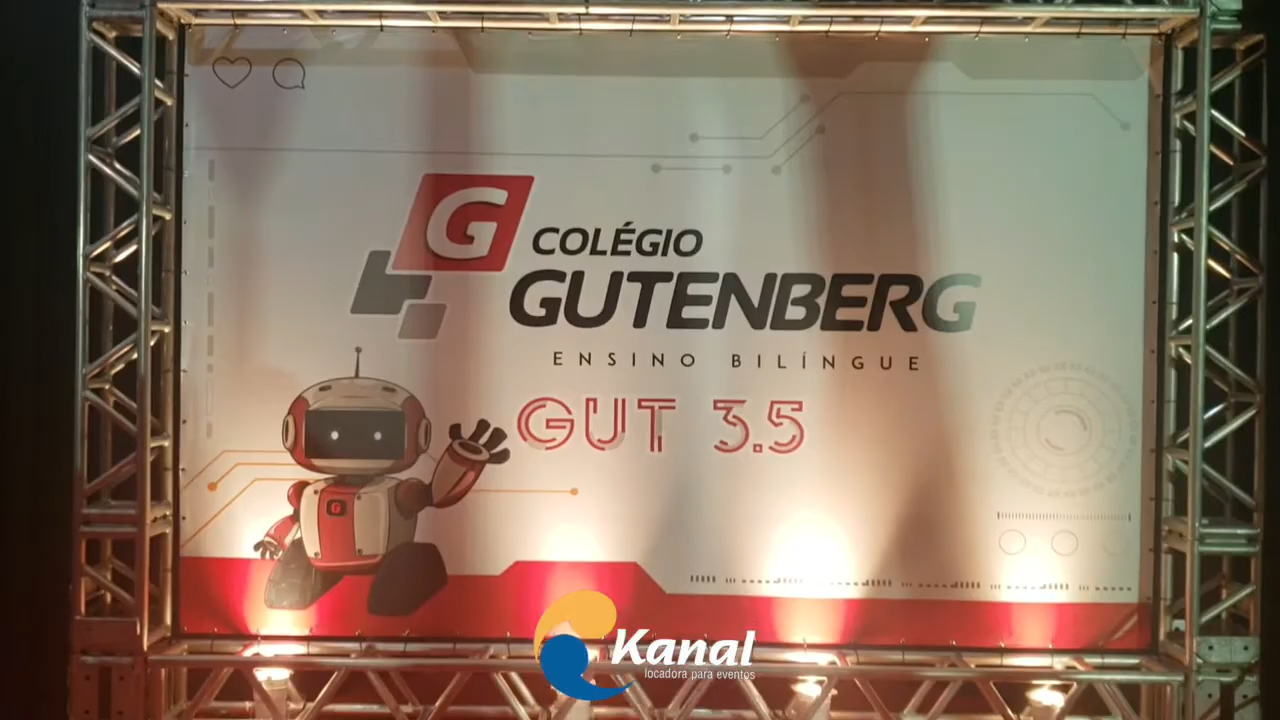 G
COLÉGIO
GUTENBERG
ENSINO BILÍNGUE
GUT 3.5
G
Kanal
locadora para eventos